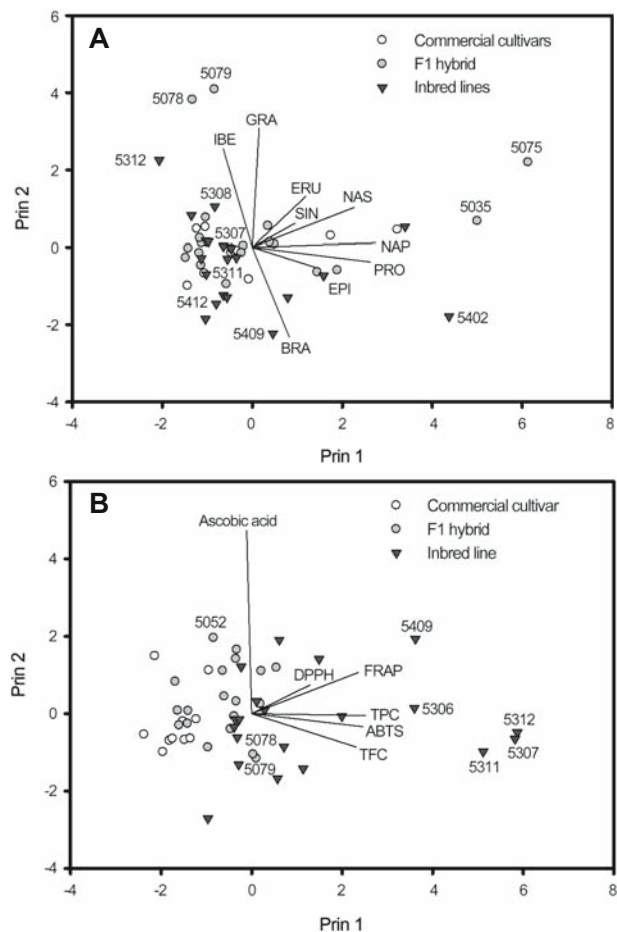 A
Commercial cultivars
F1 hybrid
Inbred lines
5079
5078
GRA
IBE
5312
5075
ERU
NAS
5308
SIN
5035
5307
NAP
PRO
5311
EPI
5412
5409
BRA
5402
Prin 2
6
4
2
0
-2
-4
-4
-2
0
2
4
6
8
Prin 1
B
Commercial cultivar
F1 hybrid
Inbred line
Ascobic acid
5052
5409
DPPH
FRAP
5306
TPC
ABTS
5312
5078
TFC
5307
5079
5311
Prin 2
6
4
2
0
-2
-4
-4
-2
0
2
4
6
8
Prin 1